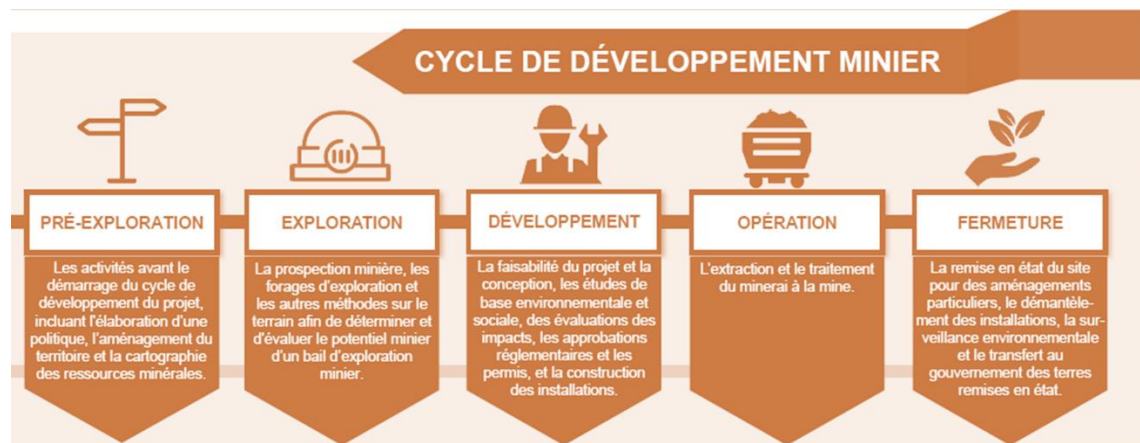 CYCLE DE DÉVELOPPEMENT MINIER
PRÉ-EXPLORATION
Les activités avant le
démarrage du cycle de
développement du projet,
incluant l'élaboration d'une
politique, l'aménagement du
territoire et la cartographie
des ressources minérales.
EXPLORATION
La prospection minière, les
forages d'exploration et
les autres méthodes sur le
terrain afin de déterminer et
d'évaluer le potentiel minier
d'un bail d'exploration
minier.
DÉVELOPPEMENT
La faisabilité du projet et la
conception, les études de
base environnementale et
sociale, des évaluations des
impacts, les approbations
réglementaires et les
permis, et la construction
des installations.
OPÉRATION
L'extraction et le traitement
du minerai à la mine.
FERMETURE
La remise en état du site
pour des aménagements
particuliers, le démantèle-
ment des installations, la sur-
veillance environnementale
et le transfert au
gouvernement des terres
remises en état.